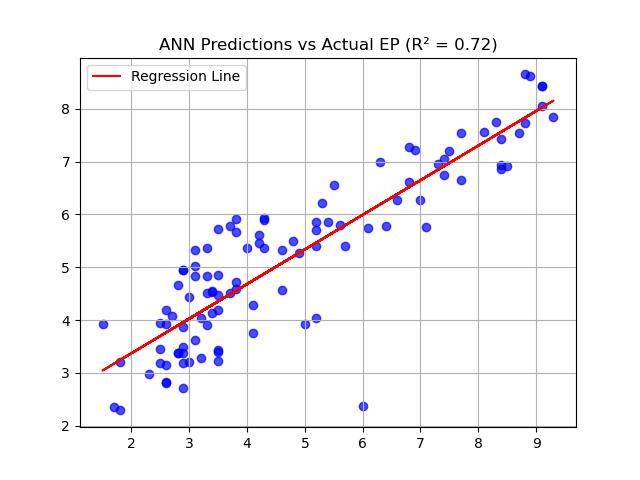 ANN Predictions vs Actual EP (R² = 0.72)
Regression Line
8
7
6
5
4
3
2
2 3 4 5 6 7 8 9